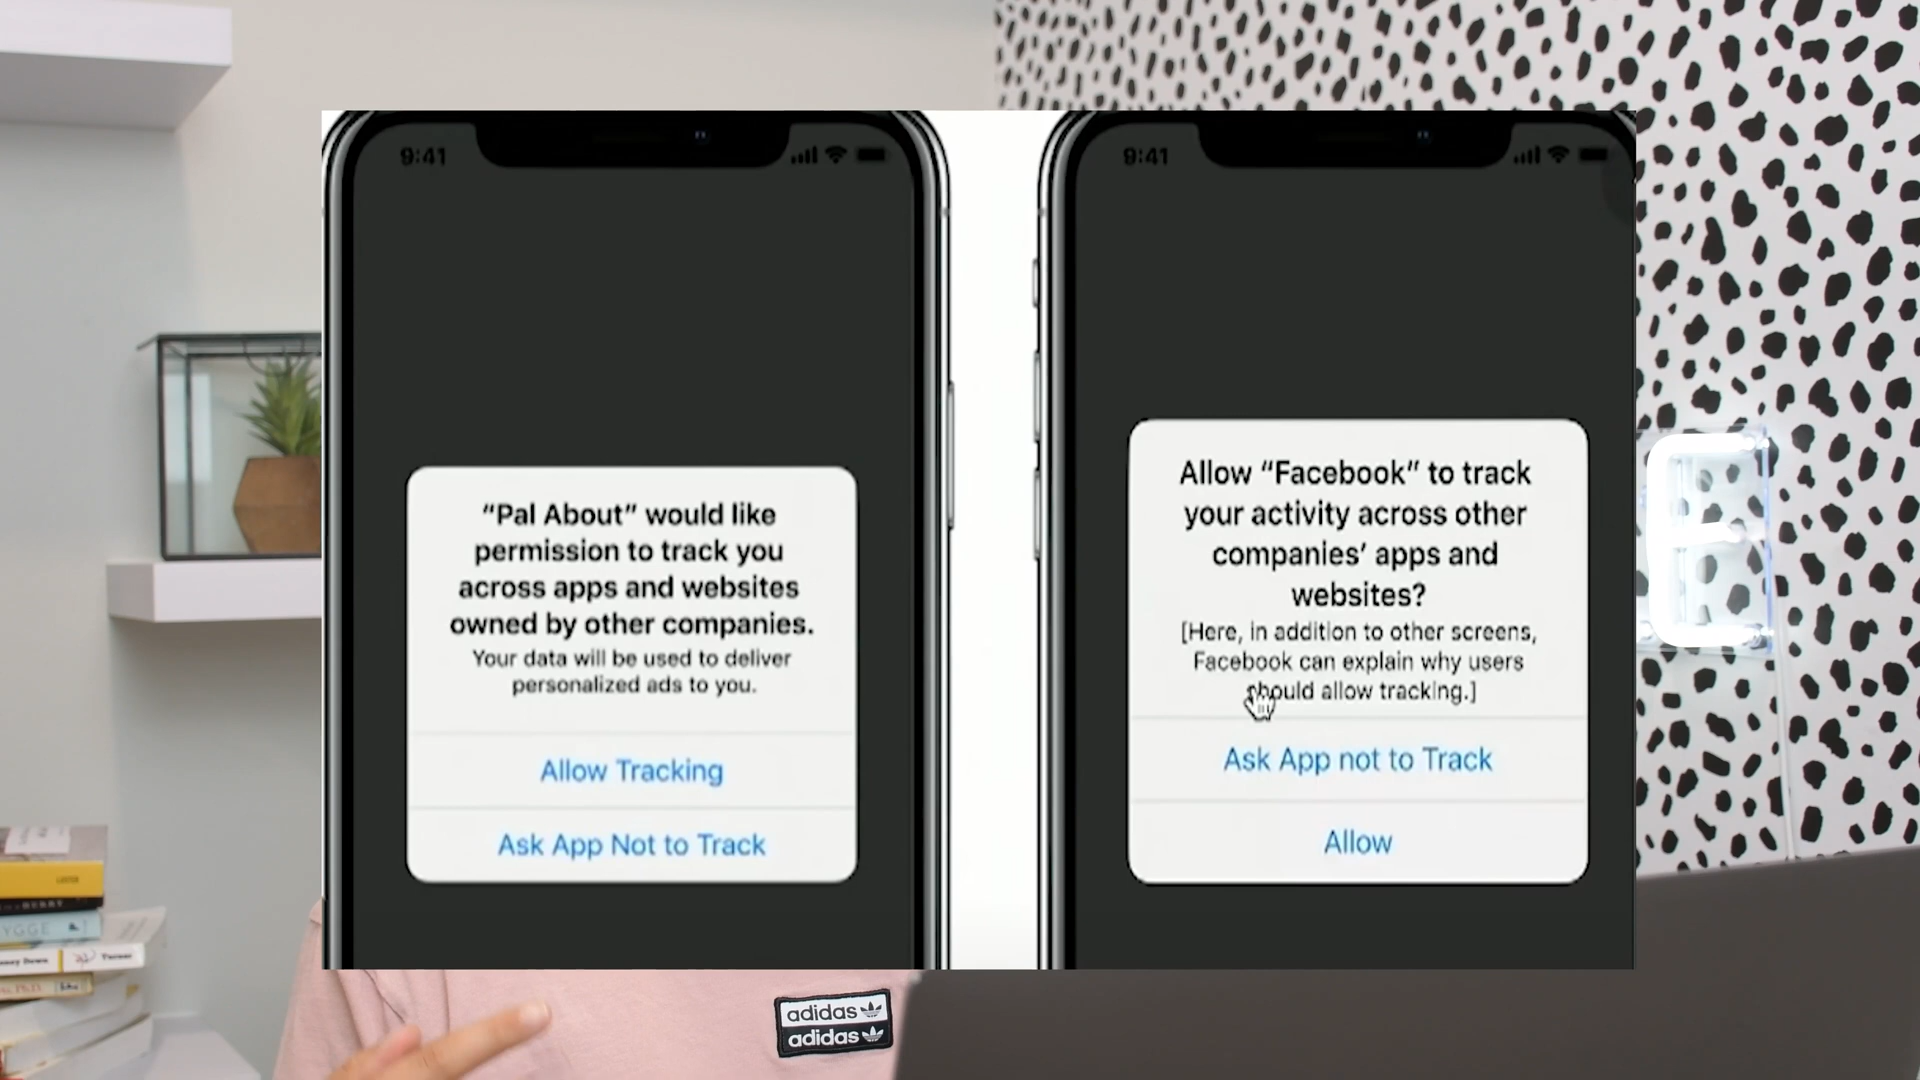 9:41
"Pal About" would like
permission to track you
across apps and websites
owned by other companies.
Your data will be used to deliver
personalized ads to you.
Allow Tracking
Ask App Not to Track
9:41
Allow "Facebook" to track
your activity across other
companies' apps and
websites?
[Here, in addition to other screens,
Facebook can explain why users
should allow tracking.]
Ask App not to Track
Allow
adidas
adidas